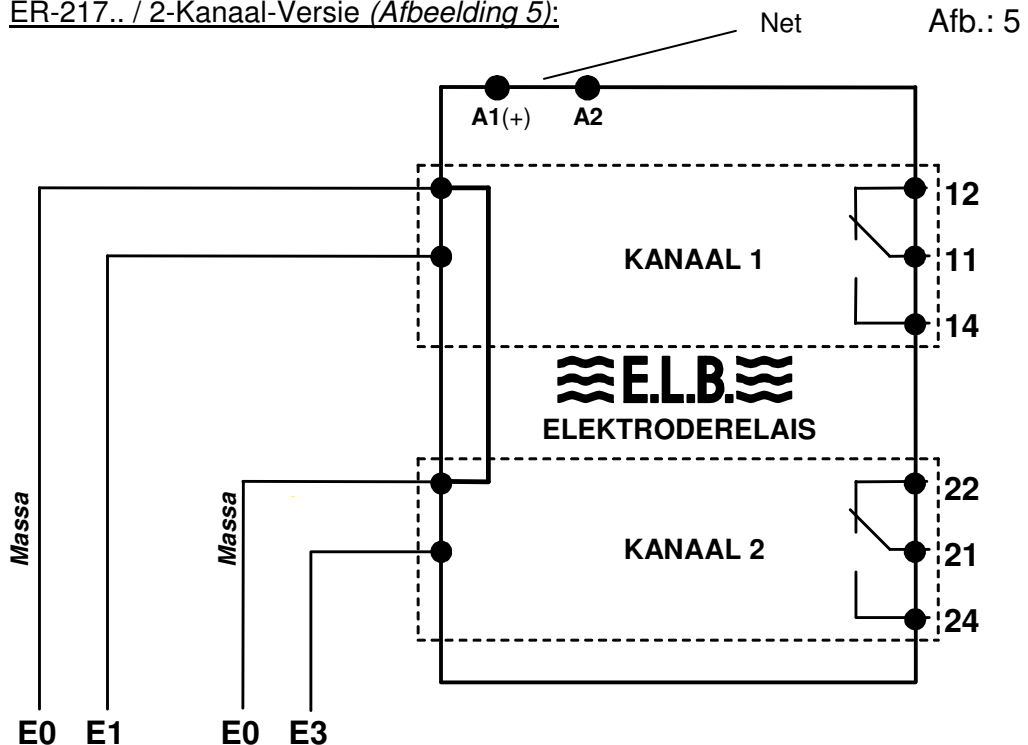 ER-217.. / 2-Kanaal-Versie (Afbeelding 5):
Net
Afb.: 5
A1(+)
A2
12
KANAAL 1
11
14
E.L.B.
ELEKTRODERELAIS
Massa
Massa
22
KANAAL 2
21
24
E0 E1 E0 E3